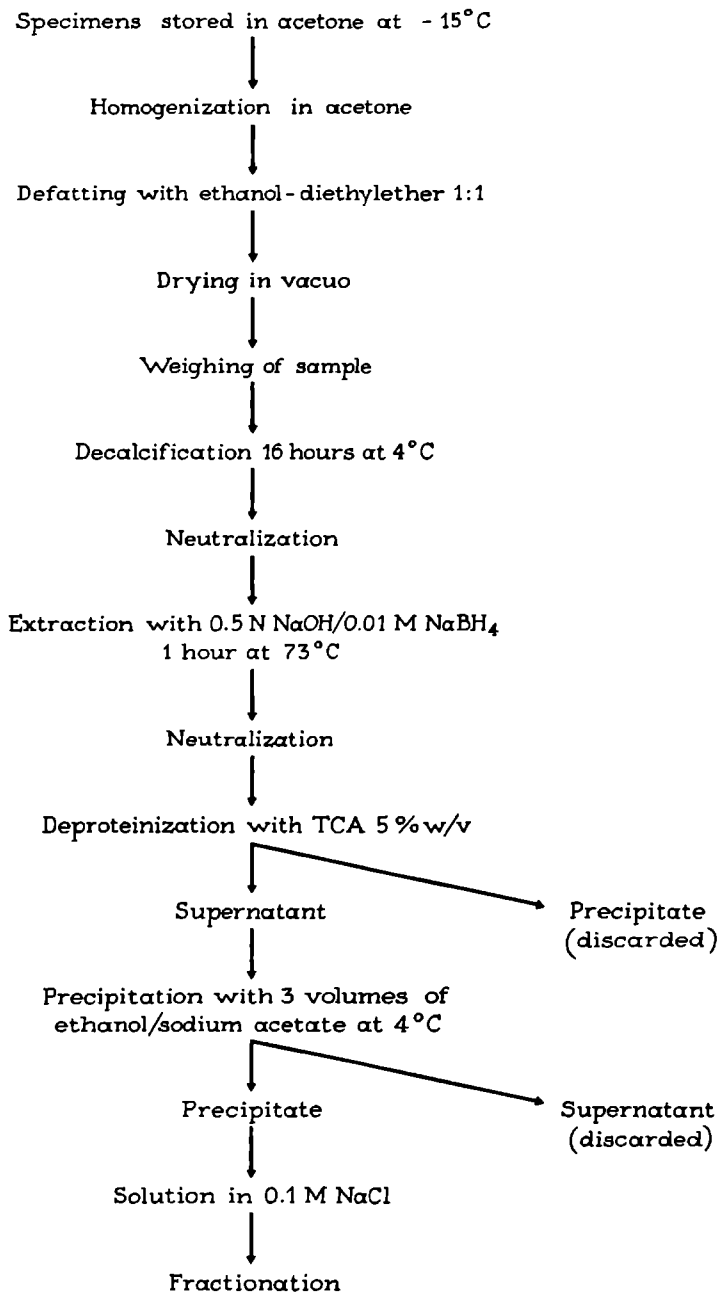 Specimens stored in acetone at -15°C
Homogenization in acetone
Defatting with ethanol-diethylether 1:1
Drying in vacuo
Weighing of sample
Decalcification 16 hours at 4°C
Neutralization
Extraction with 0.5 N NaOH/0.01 M NaBH₄
1 hour at 73°C
Neutralization
Deproteinization with TCA 5% w/v
Supernatant
Precipitate
(discarded)
Precipitation with 3 volumes of
ethanol/sodium acetate at 4°C
Precipitate
Supernatant
(discarded)
Solution in 0.1 M NaCl
Fractionation